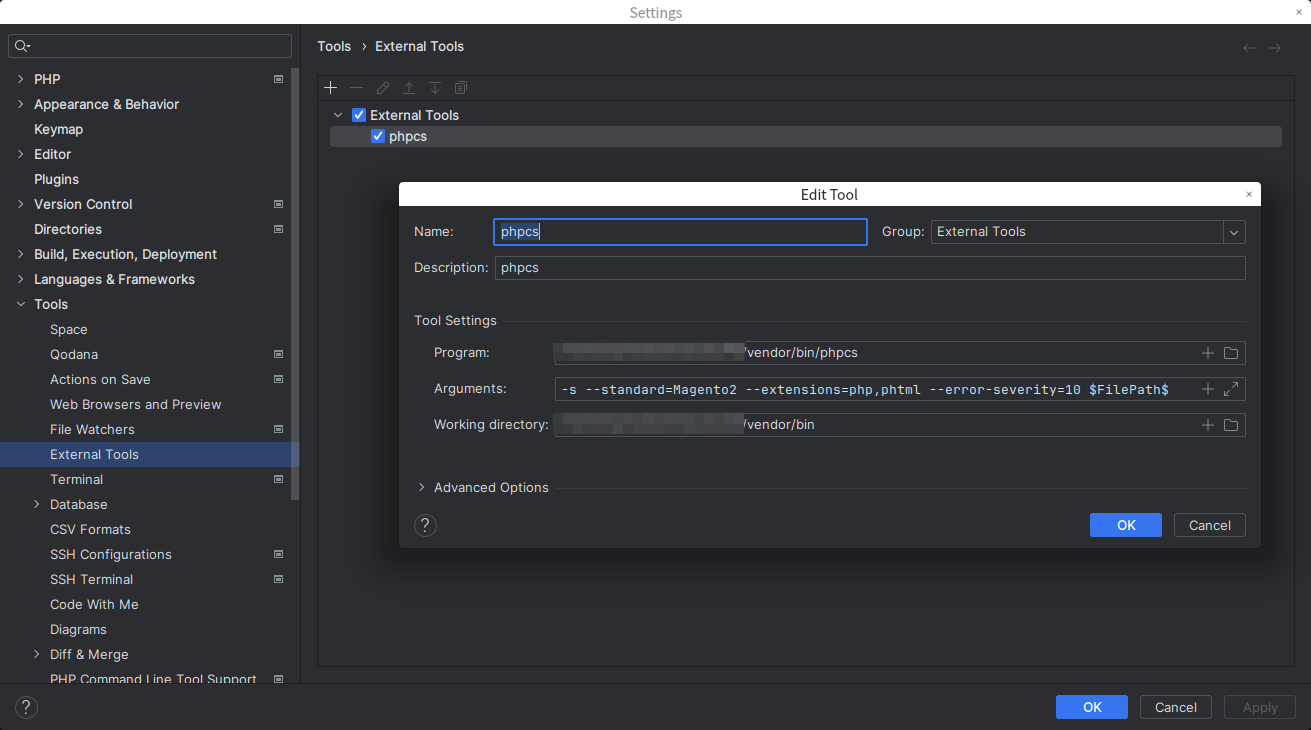 Settings
Tools › External Tools
PHP
Appearance & Behavior
Keymap
Editor
Plugins
Version Control
Directories
Build, Execution, Deployment
Languages & Frameworks
Tools
Space
Qodana
Actions on Save
Web Browsers and Preview
File Watchers
External Tools
Terminal
Database
CSV Formats
SSH Configurations
SSH Terminal
Code With Me
Diagrams
Diff & Merge
PHP Command Line Tool Support
External Tools
phpcs
Edit Tool
Name: phpcs Group: External Tools
Description: phpcs
Tool Settings
Program: /vendor/bin/phpcs
Arguments: -s --standard=Magento2 --extensions=php,phtml --error-severity=10 $FilePath$
Working directory: /vendor/bin
Advanced Options
? OK Cancel
? OK Cancel Apply